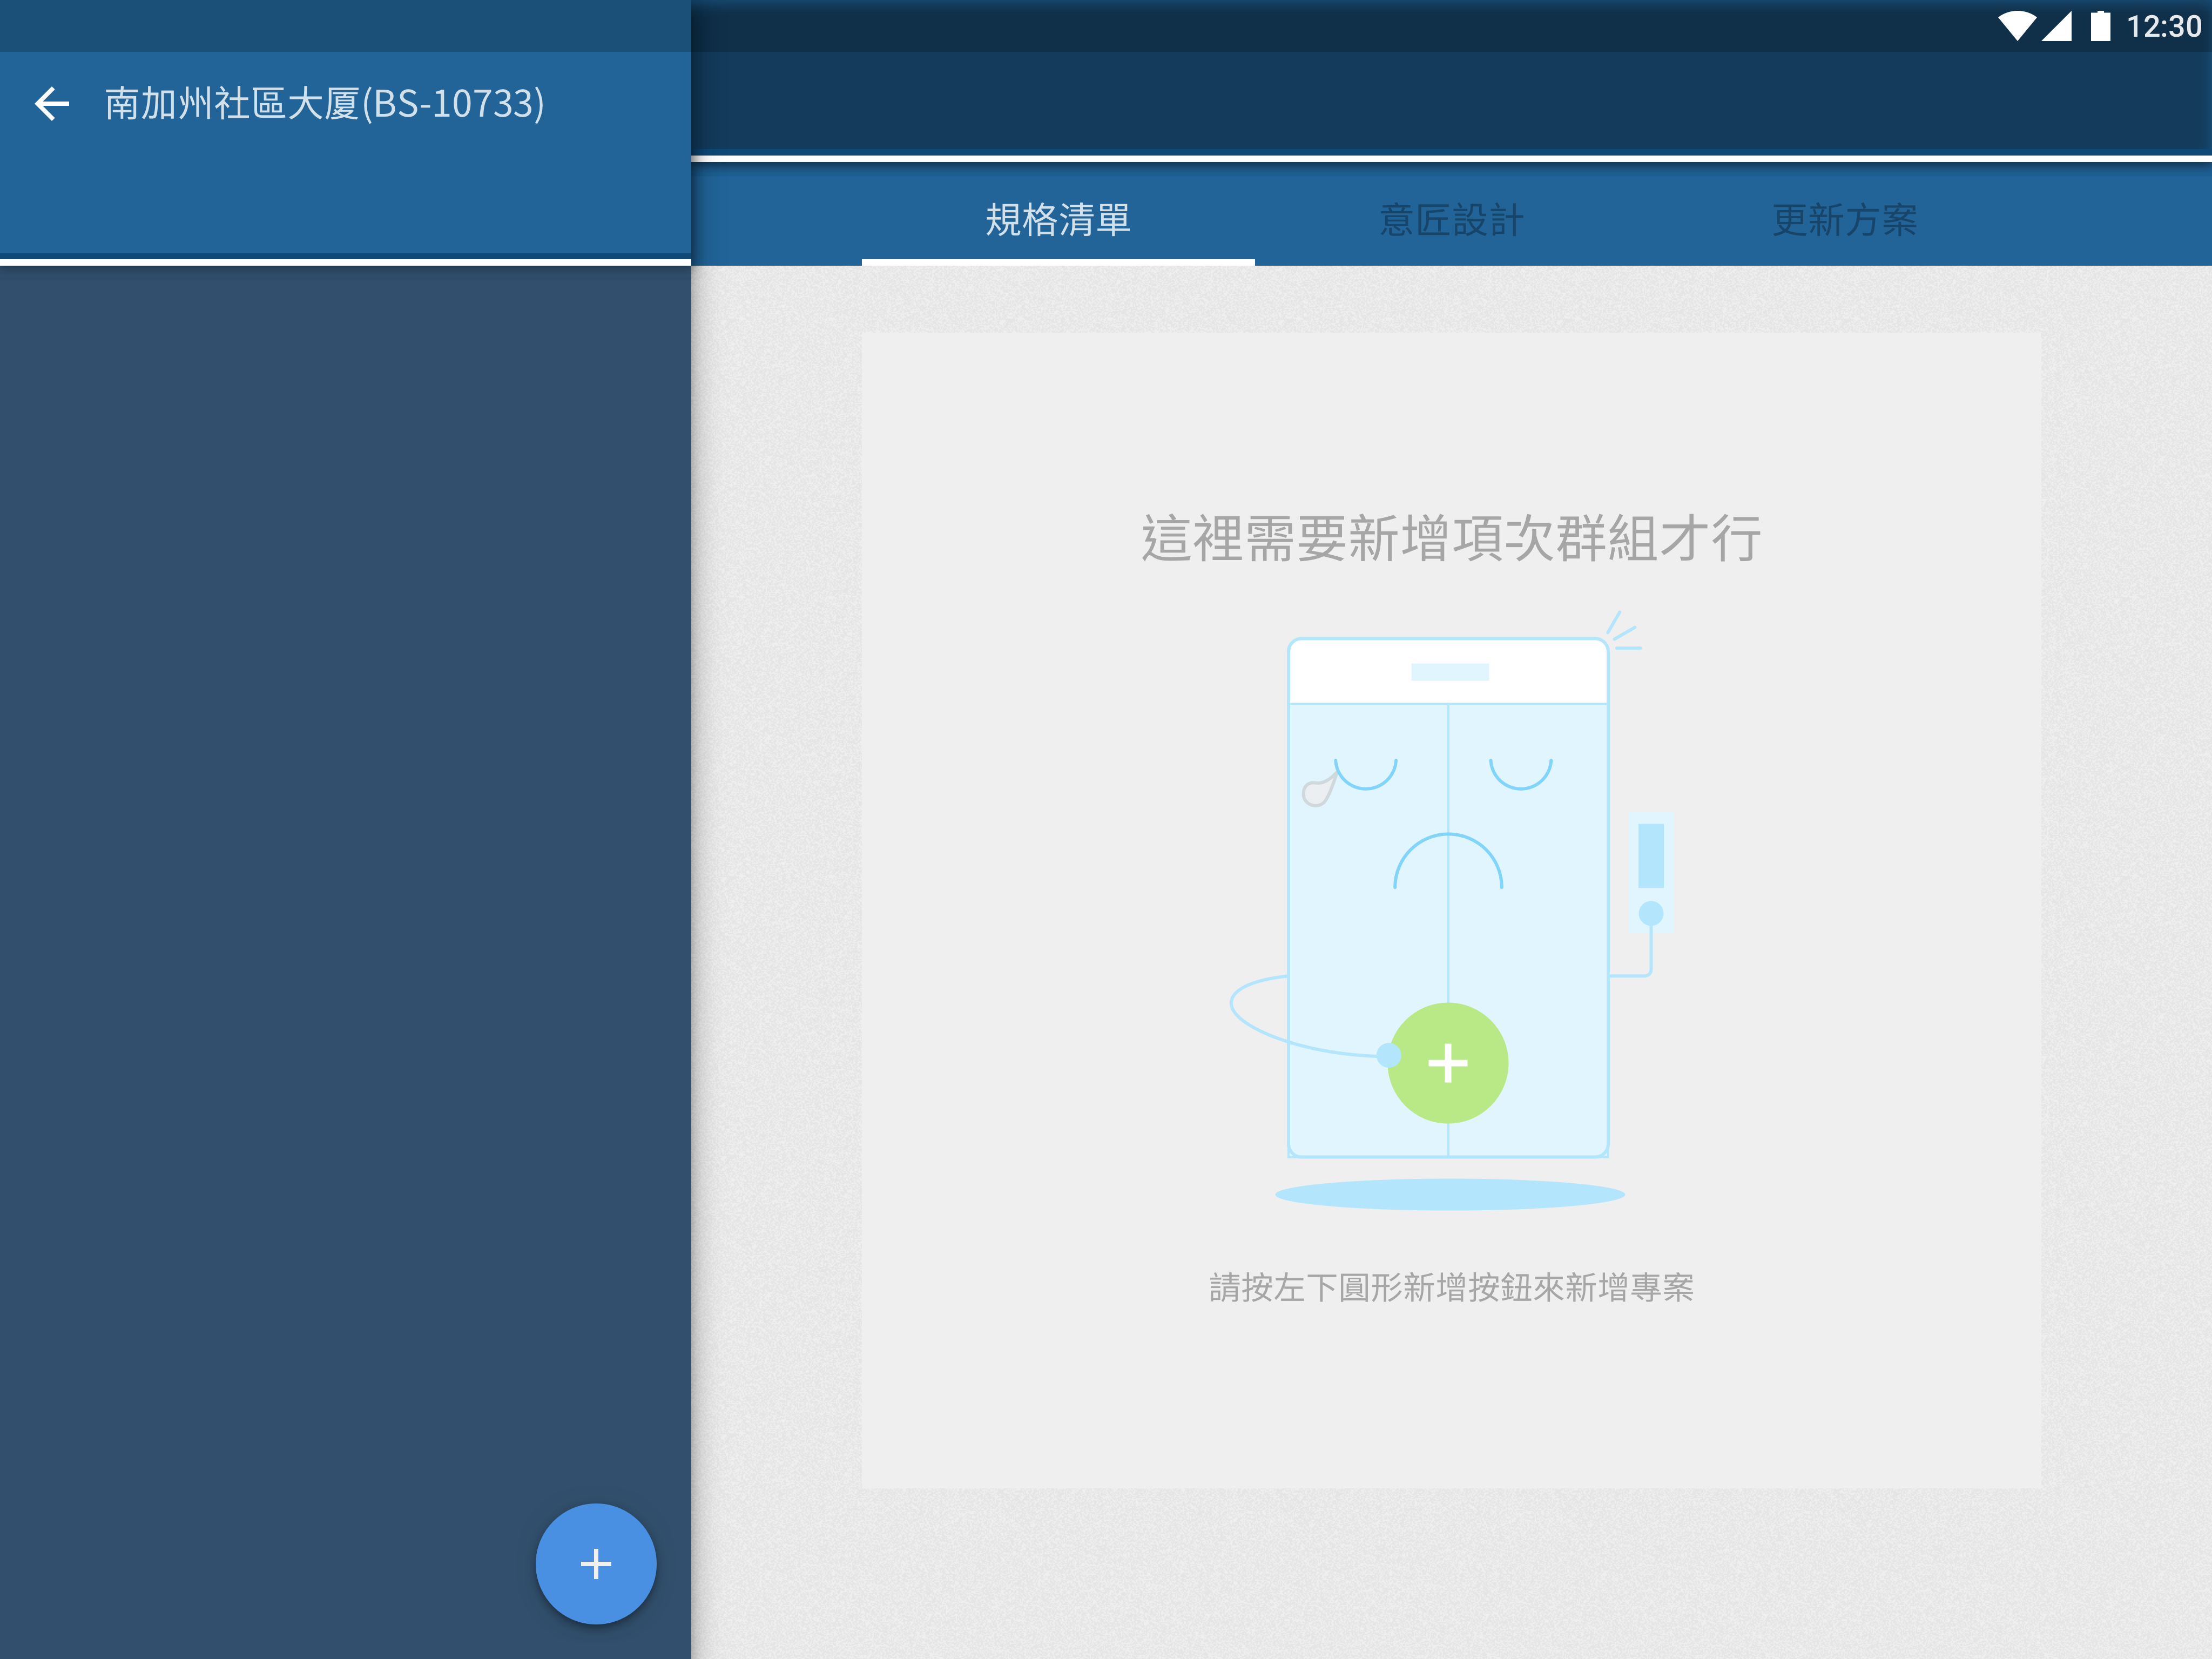 12:30
南加州社區大厦(BS-10733)
規格清單
意匠設計
更新方案
這裡需要新增項次群組才行
請按左下圓形新增按鈕來新增專案